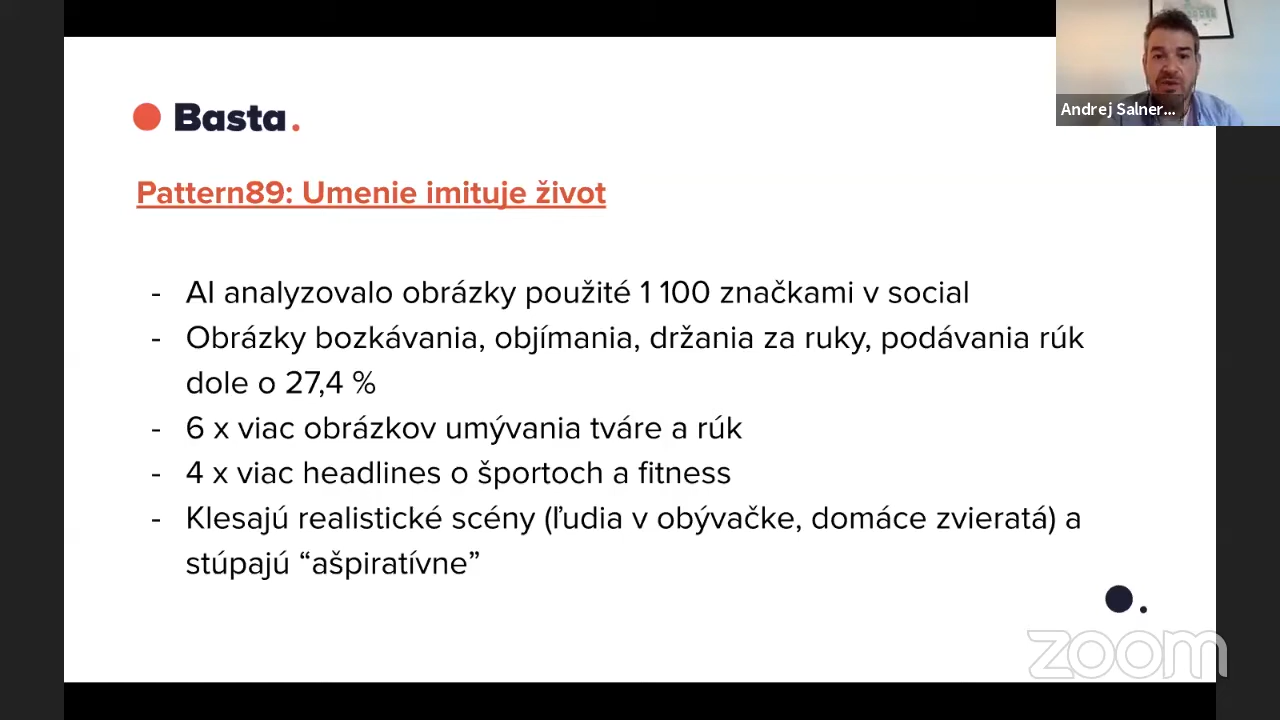 Andrej Salner...
Basta.
Pattern89: Umenie imituje život
- AI analyzovalo obrázky použité 1 100 značkami v social
- Obrázky bozkávania, objímania, držania za ruky, podávania rúk
dole o 27,4 %
- 6 x viac obrázkov umývania tváre a rúk
- 4 x viac headlines o športoch a fitness
- Klesajú realistické scény (ľudia v obývačke, domáce zvieratá) a
stúpajú “ašpiratívne”
zoom